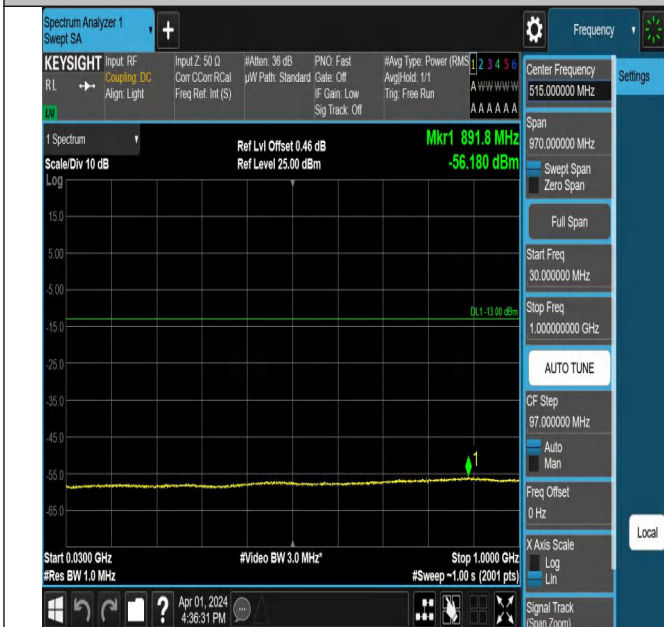 Spectrum Analyzer 1
Swept SA
Frequency
KEYSIGHT
RL
LXI
Input: RF
Coupling: DC
Align: Light
Input Z: 50 Ω
Corr CCorr RCal
Freq Ref: Int (S)
#Atten: 36 dB
µW Path: Standard
PNO: Fast
Gate: Off
IF Gain: Low
Sig Track: Off
#Avg Type: Power (RMS
Avg|Hold: 1/1
Trig: Free Run
1 2 3 4 5 6
A W W W W W
A A A A A A
Center Frequency
515.000000 MHz
Settings
1 Spectrum
Scale/Div 10 dB
Log
Ref Lvl Offset 0.46 dB
Ref Level 25.00 dBm
Mkr1 891.8 MHz
-56.180 dBm
15.0
5.00
-5.00
-15.0
-25.0
-35.0
-45.0
-55.0
-65.0
DL1 -13.00 dBm
1
Start 0.0300 GHz
#Res BW 1.0 MHz
#Video BW 3.0 MHz*
Stop 1.0000 GHz
#Sweep ~1.00 s (2001 pts)
Span
970.000000 MHz
Swept Span
Zero Span
Full Span
Start Freq
30.000000 MHz
Stop Freq
1.000000000 GHz
AUTO TUNE
CF Step
97.000000 MHz
Auto
Man
Freq Offset
0 Hz
X Axis Scale
Log
Lin
Signal Track
(Span Zoom)
Local
Apr 01, 2024
4:36:31 PM